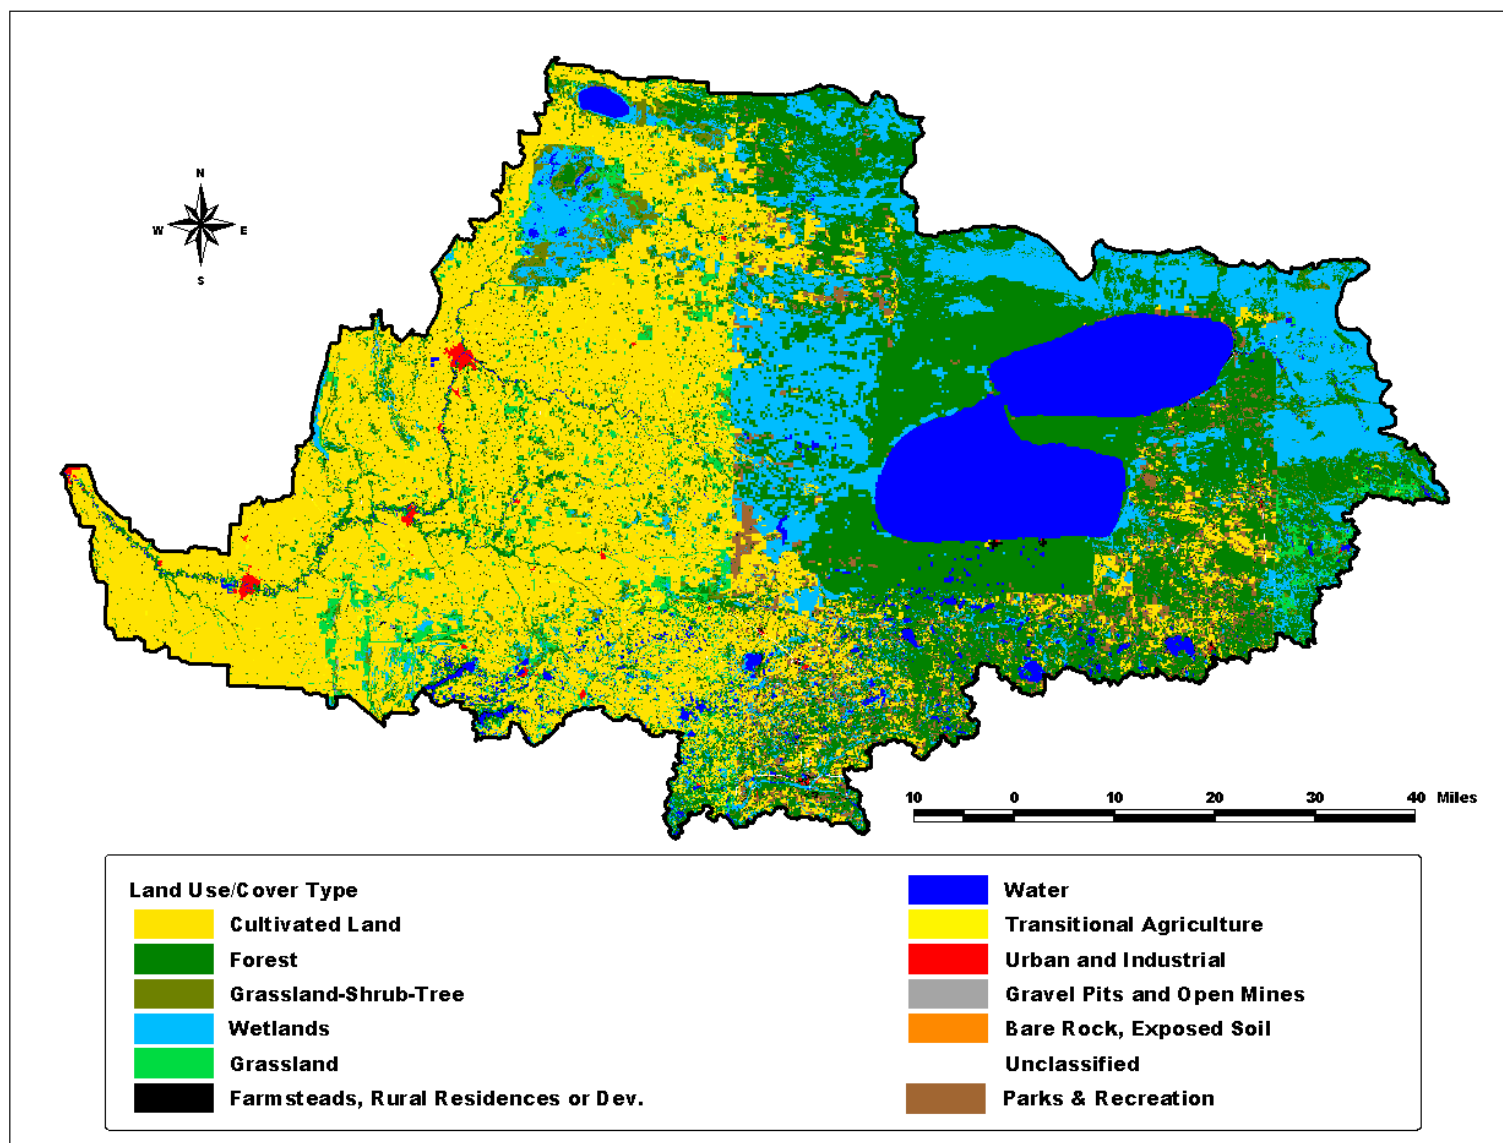 N
W E
S
10 0 10 20 30 40 Miles
Land Use/Cover Type
Cultivated Land
Forest
Grassland-Shrub-Tree
Wetlands
Grassland
Farmsteads, Rural Residences or Dev.
Water
Transitional Agriculture
Urban and Industrial
Gravel Pits and Open Mines
Bare Rock, Exposed Soil
Unclassified
Parks & Recreation